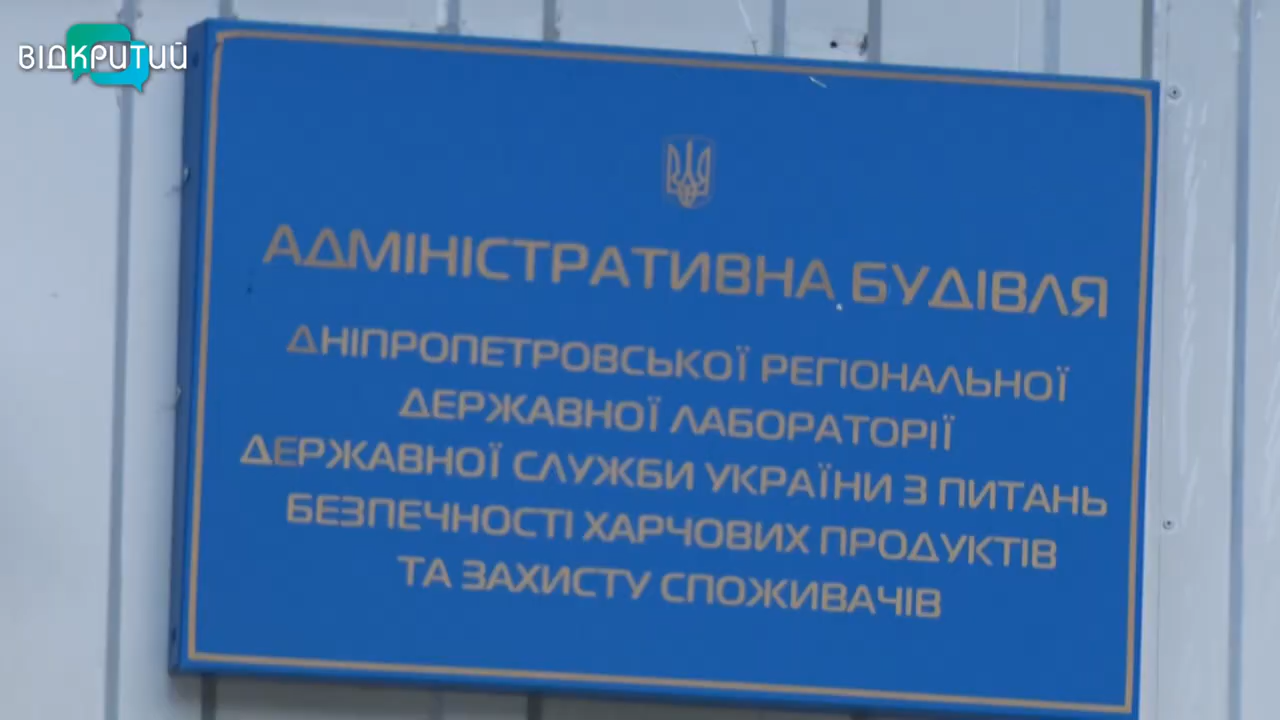 ВІДКРИТИЙ
АДМІНІСТРАТИВНА БУДІВЛЯ
ДНІПРОПЕТРОВСЬКОЇ РЕГІОНАЛЬНОЇ
ДЕРЖАВНОЇ ЛАБОРАТОРІЇ
ДЕРЖАВНОЇ СЛУЖБИ УКРАЇНИ З ПИТАНЬ
БЕЗПЕЧНОСТІ ХАРЧОВИХ ПРОДУКТІВ
ТА ЗАХИСТУ СПОЖИВАЧІВ